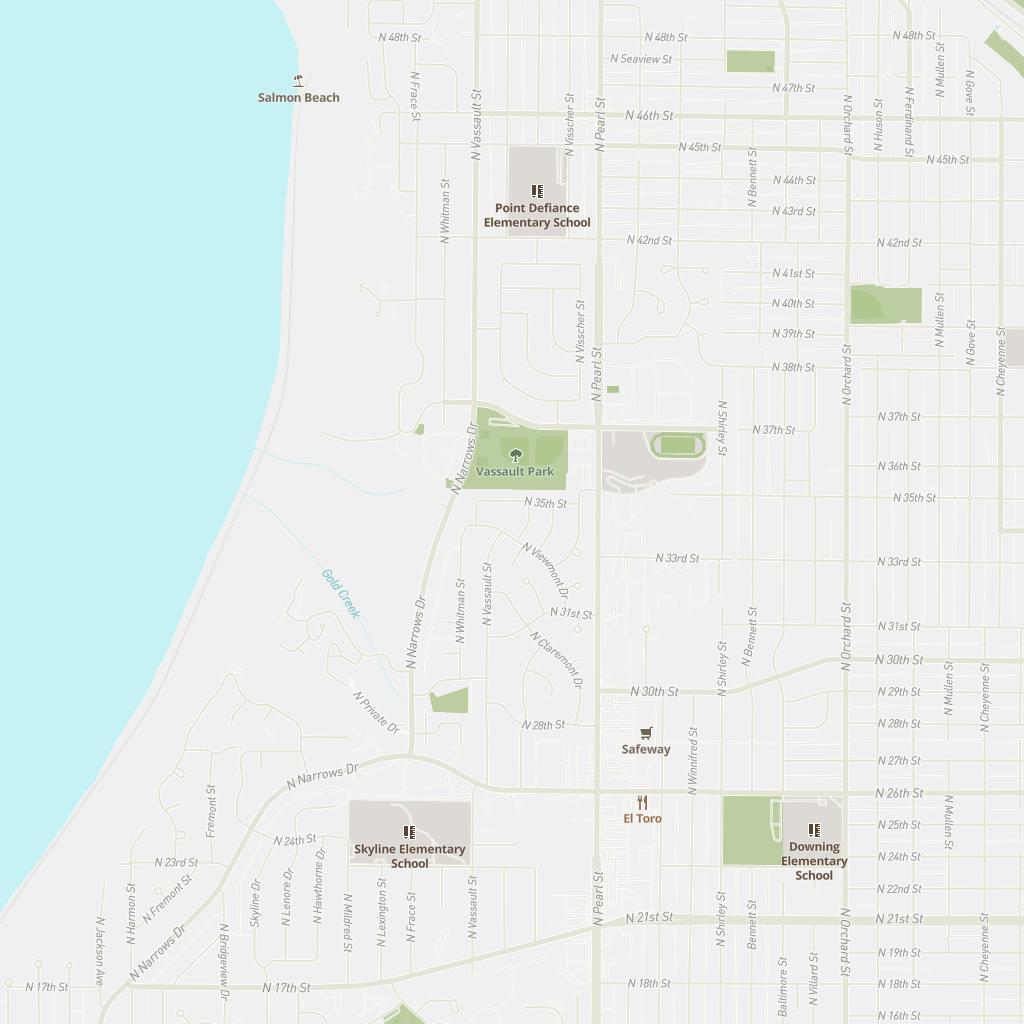 N 48th St
N 48th St
N 48th St
N Seaview St
N Mullen St
Salmon Beach
N Frace St
N Vassault St
N Visscher St
N Pearl St
N 47th St
N Orchard St
N Huson St
N Ferdinand St
N Gove St
N 46th St
N 45th St
N 45th St
N Whitman St
Point Defiance
Elementary School
N Bennett St
N 44th St
N 43rd St
N 42nd St
N 42nd St
N 41st St
N 40th St
N Visscher St
N 39th St
N Mullen St
N Gove St
N Cheyenne St
N Pearl St
N 38th St
N Orchard St
N Shirley St
N 37th St
N 37th St
N Narrows Dr
Vassault Park
N 36th St
N 35th St
N 35th St
N Viewmont Dr
N 33rd St
N 33rd St
Gold Creek
N Whitman St
N Vassault St
N Narrows Dr
N 31st St
N 31st St
N Bennett St
N Orchard St
N Claremont Dr
N Shirley St
N 30th St
N 30th St
N Mullen St
N Cheyenne St
N 29th St
N Private Dr
N 28th St
N 28th St
Safeway
N Winnifred St
N 27th St
N Narrows Dr
N 26th St
Fremont St
El Toro
N Mullen St
N 25th St
N 24th St
Skyline Elementary
School
Downing
Elementary
School
N 24th St
N 23rd St
N Fremont St
Skyline Dr
N Lenore Dr
N Hawthorne Dr
N 22nd St
N Jackson Ave
N Harmon St
N Mildred St
N Lexington St
N Frace St
N Vassault St
N Pearl St
N 21st St
N Shirley St
Bennett St
N Orchard St
N 21st St
N Cheyenne St
N Narrows Dr
N Bridgeview Dr
N 19th St
N 17th St
N 17th St
N 18th St
Baltimore St
N Villard St
N 18th St
N 16th St